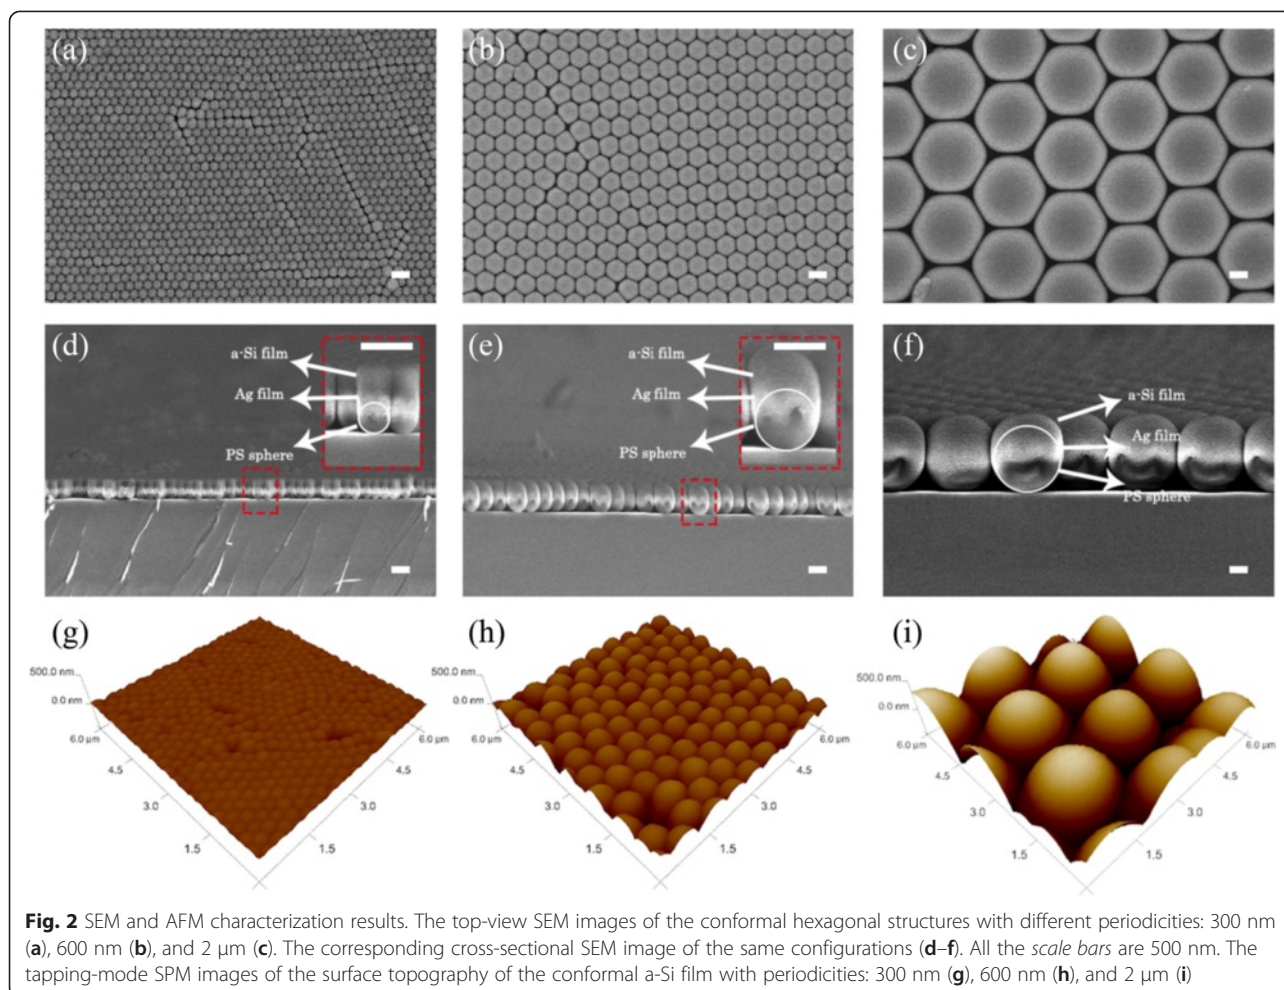 (a)
(b)
(c)
(d)
a-Si film
Ag film
PS sphere
(e)
a-Si film
Ag film
PS sphere
(f)
a-Si film
Ag film
PS sphere
(g)
500.0 nm
0.0 nm
6.0 µm
4.5
3.0
1.5
6.0 µm
4.5
3.0
1.5
(h)
500.0 nm
0.0 nm
6.0 µm
4.5
3.0
1.5
6.0 µm
4.5
3.0
1.5
(i)
500.0 nm
0.0 nm
6.0 µm
4.5
3.0
1.5
6.0 µm
4.5
3.0
1.5
Fig. 2 SEM and AFM characterization results. The top-view SEM images of the conformal hexagonal structures with different periodicities: 300 nm
(a), 600 nm (b), and 2 µm (c). The corresponding cross-sectional SEM image of the same configurations (d–f). All the scale bars are 500 nm. The
tapping-mode SPM images of the surface topography of the conformal a-Si film with periodicities: 300 nm (g), 600 nm (h), and 2 µm (i)